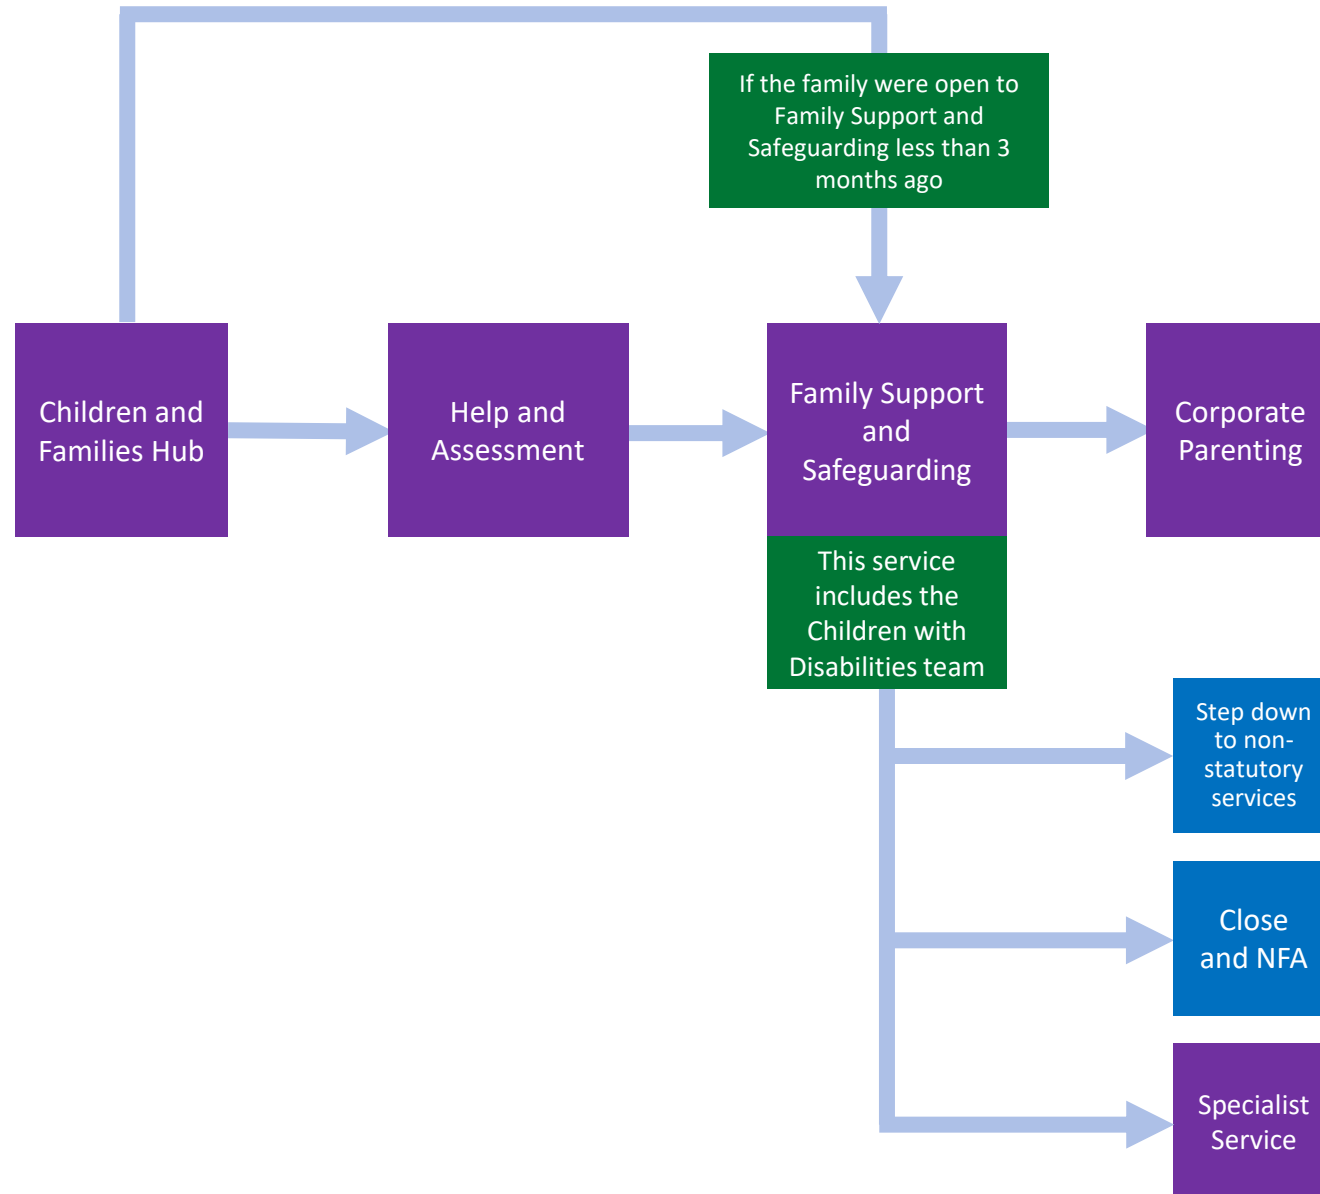 If the family were open to
Family Support and
Safeguarding less than 3
months ago
Children and
Families Hub
Help and
Assessment
Family Support
and
Safeguarding
Corporate
Parenting
This service
includes the
Children with
Disabilities team
Step down
to non-
statutory
services
Close
and NFA
Specialist
Service